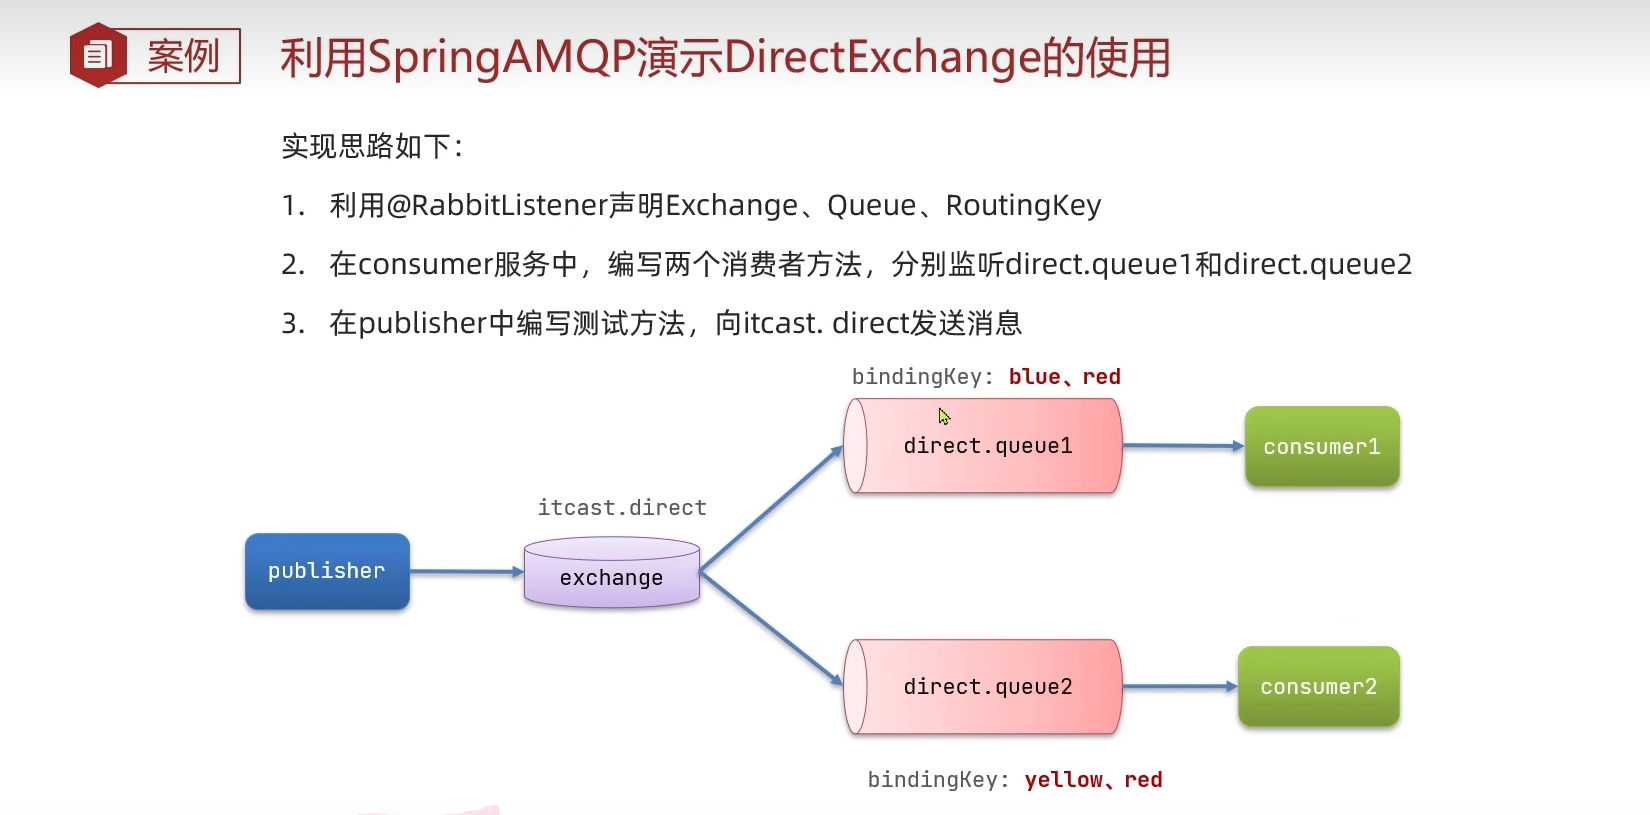 案例
利用SpringAMQP演示DirectExchange的使用
实现思路如下：
1. 利用@RabbitListener声明Exchange、Queue、RoutingKey
2. 在consumer服务中，编写两个消费者方法，分别监听direct.queue1和direct.queue2
3. 在publisher中编写测试方法，向itcast. direct发送消息
bindingKey: blue、red
direct.queue1
consumer1
itcast.direct
publisher
exchange
direct.queue2
consumer2
bindingKey: yellow、red